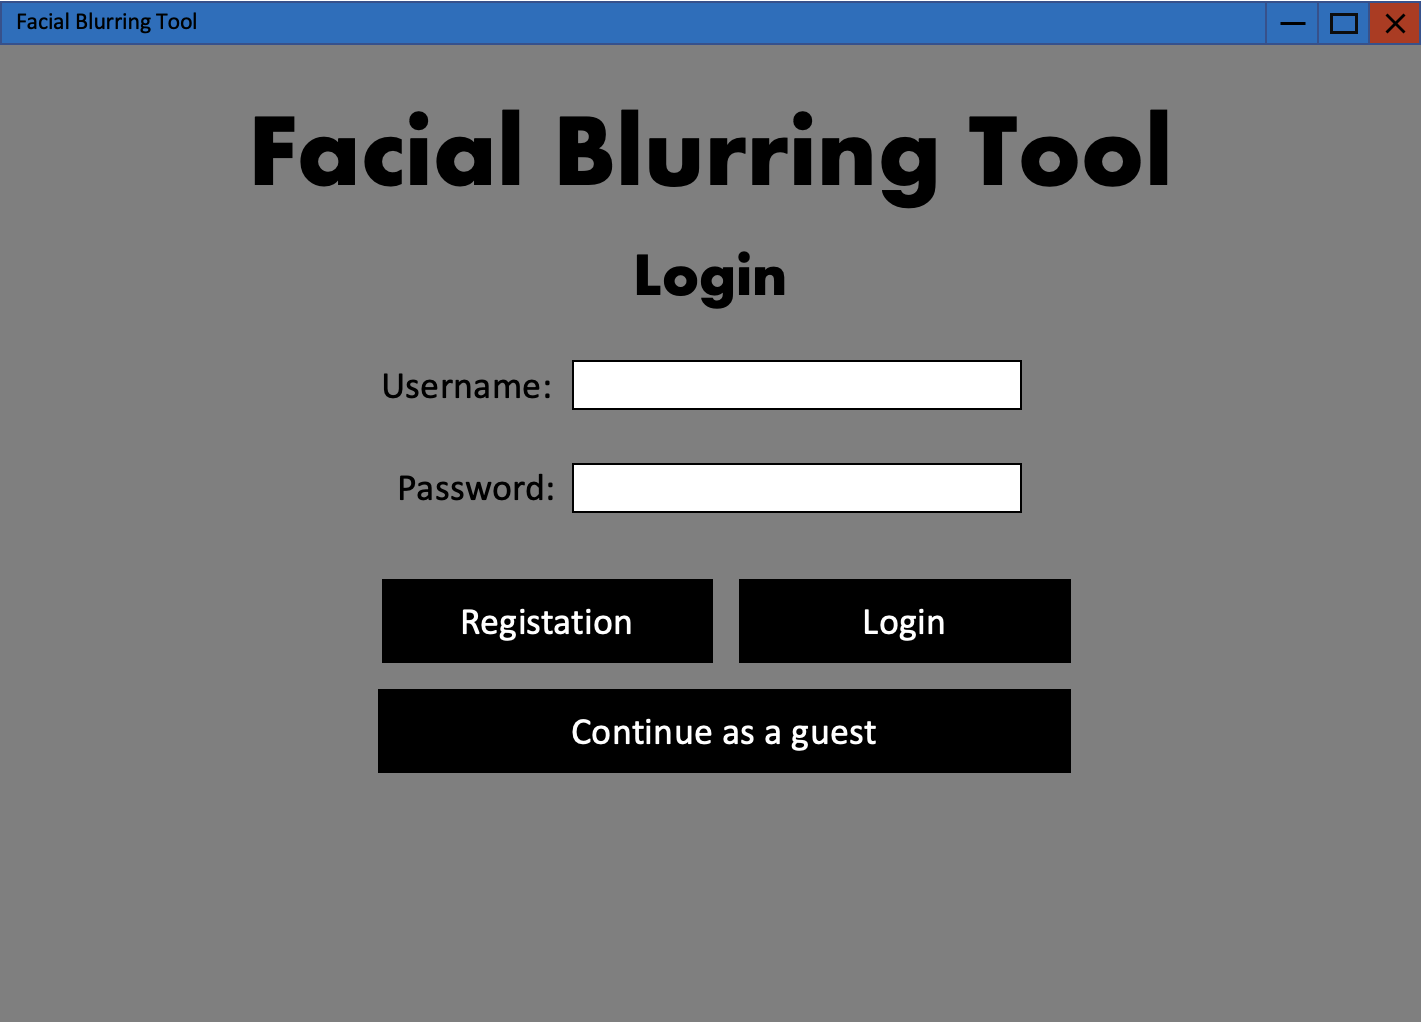 Facial Blurring Tool
Facial Blurring Tool
Login
Username:
Password:
Registation
Login
Continue as a guest